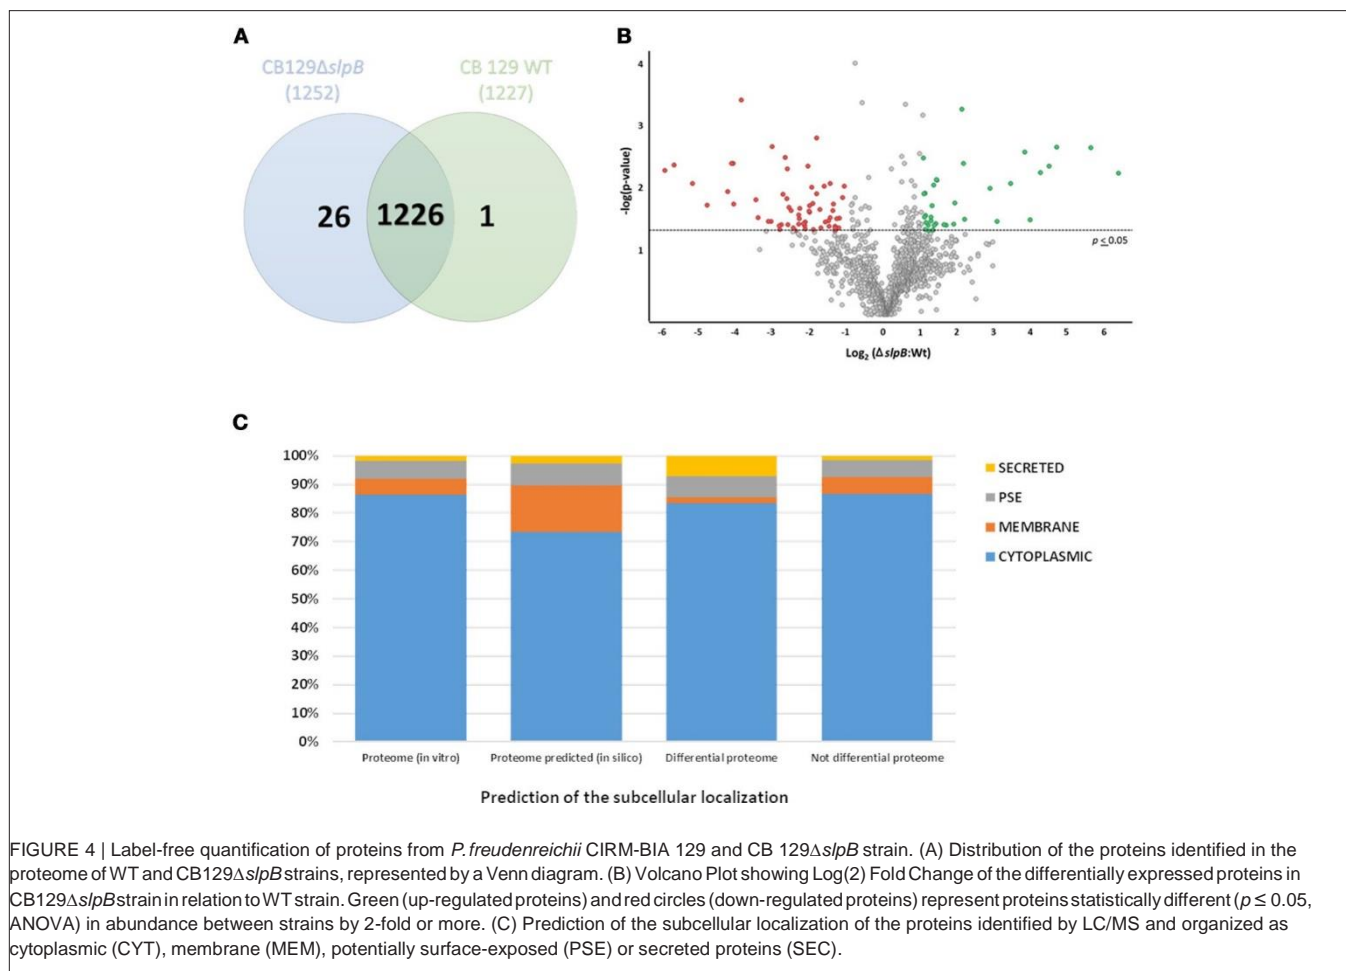 A
CB129ΔslpB
(1252)
CB 129 WT
(1227)
26
1226
1
B
4
3
2
1
-log(p-value)
p ≤0.05
-6 -5 -4 -3 -2 -1 0 1 2 3 4 5 6
Log2 (ΔslpB:Wt)
C
100%
90%
80%
70%
60%
50%
40%
30%
20%
10%
0%
SECRETED
PSE
MEMBRANE
CYTOPLASMIC
Proteome (in vitro) Proteome predicted (in silico) Differential proteome Not differential proteome
Prediction of the subcellular localization
FIGURE 4 | Label-free quantification of proteins from P. freudenreichii CIRM-BIA 129 and CB 129ΔslpB strain. (A) Distribution of the proteins identified in the
proteome of WT and CB129ΔslpB strains, represented by a Venn diagram. (B) Volcano Plot showing Log(2) Fold Change of the differentially expressed proteins in
CB129ΔslpB strain in relation to WT strain. Green (up-regulated proteins) and red circles (down-regulated proteins) represent proteins statistically different (p ≤ 0.05,
ANOVA) in abundance between strains by 2-fold or more. (C) Prediction of the subcellular localization of the proteins identified by LC/MS and organized as
cytoplasmic (CYT), membrane (MEM), potentially surface-exposed (PSE) or secreted proteins (SEC).